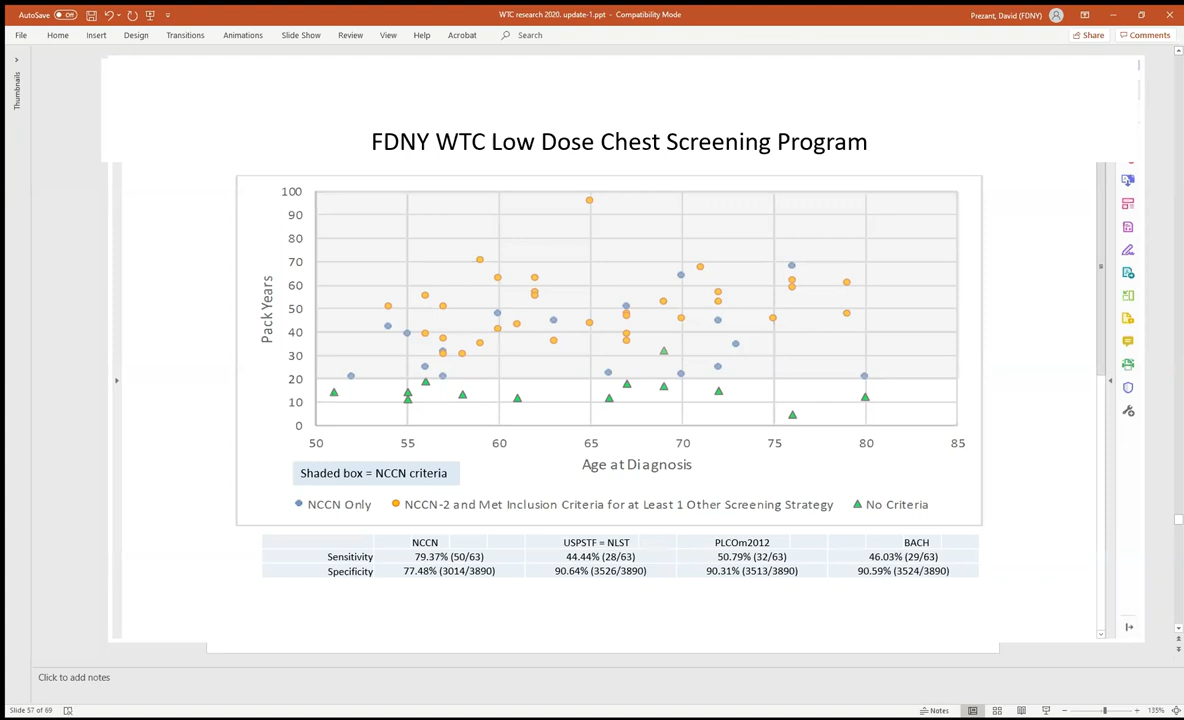 AutoSave Off
WTC research 2020. update-1.ppt - Compatibility Mode
Prezant, David (FDNY)
File Home Insert Design Transitions Animations Slide Show Review View Help Acrobat Search Share Comments
Thumbnails
FDNY WTC Low Dose Chest Screening Program
100
90
80
70
60
50
40
30
20
10
0
Pack Years
50 55 60 65 70 75 80 85
Age at Diagnosis
Shaded box = NCCN criteria
NCCN Only NCCN-2 and Met Inclusion Criteria for at Least 1 Other Screening Strategy No Criteria
NCCN USPSTF = NLST PLCOm2012 BACH
Sensitivity 79.37% (50/63) 44.44% (28/63) 50.79% (32/63) 46.03% (29/63)
Specificity 77.48% (3014/3890) 90.64% (3526/3890) 90.31% (3513/3890) 90.59% (3524/3890)
Click to add notes
Slide 57 of 69 Notes 135%